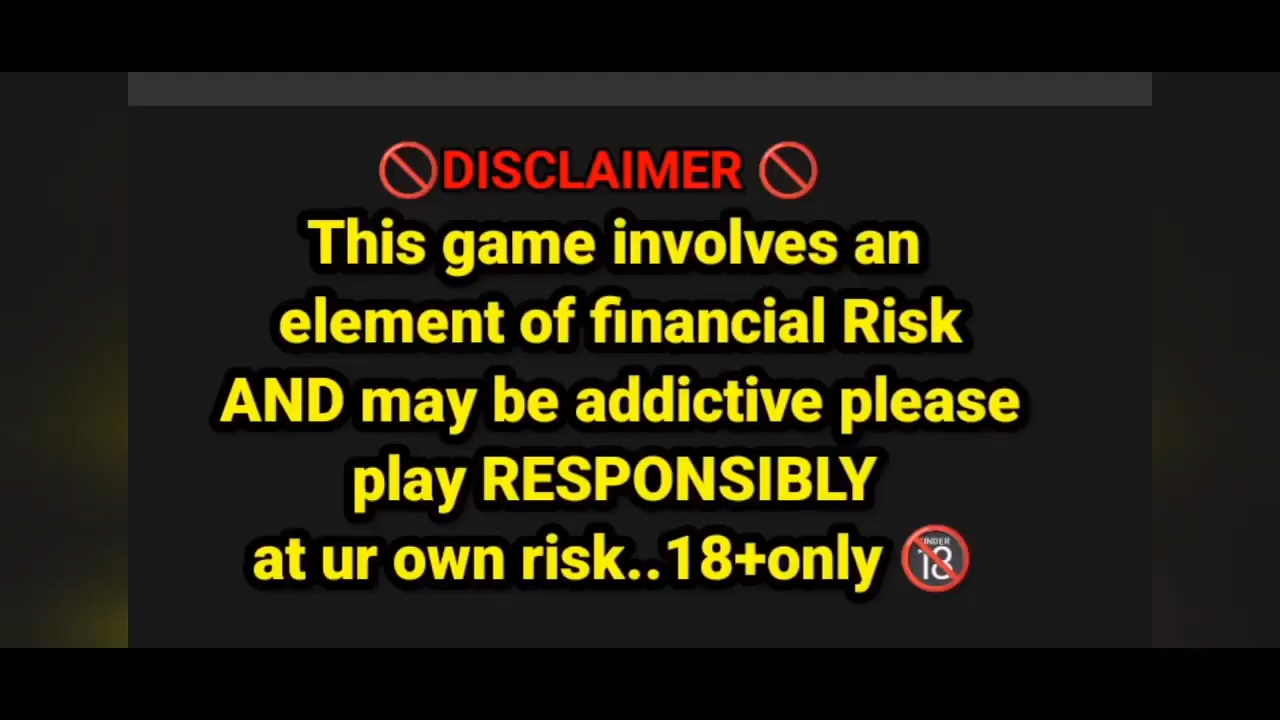 🚫DISCLAIMER 🚫
This game involves an
element of financial Risk
AND may be addictive please
play RESPONSIBLY
at ur own risk..18+only 🔞